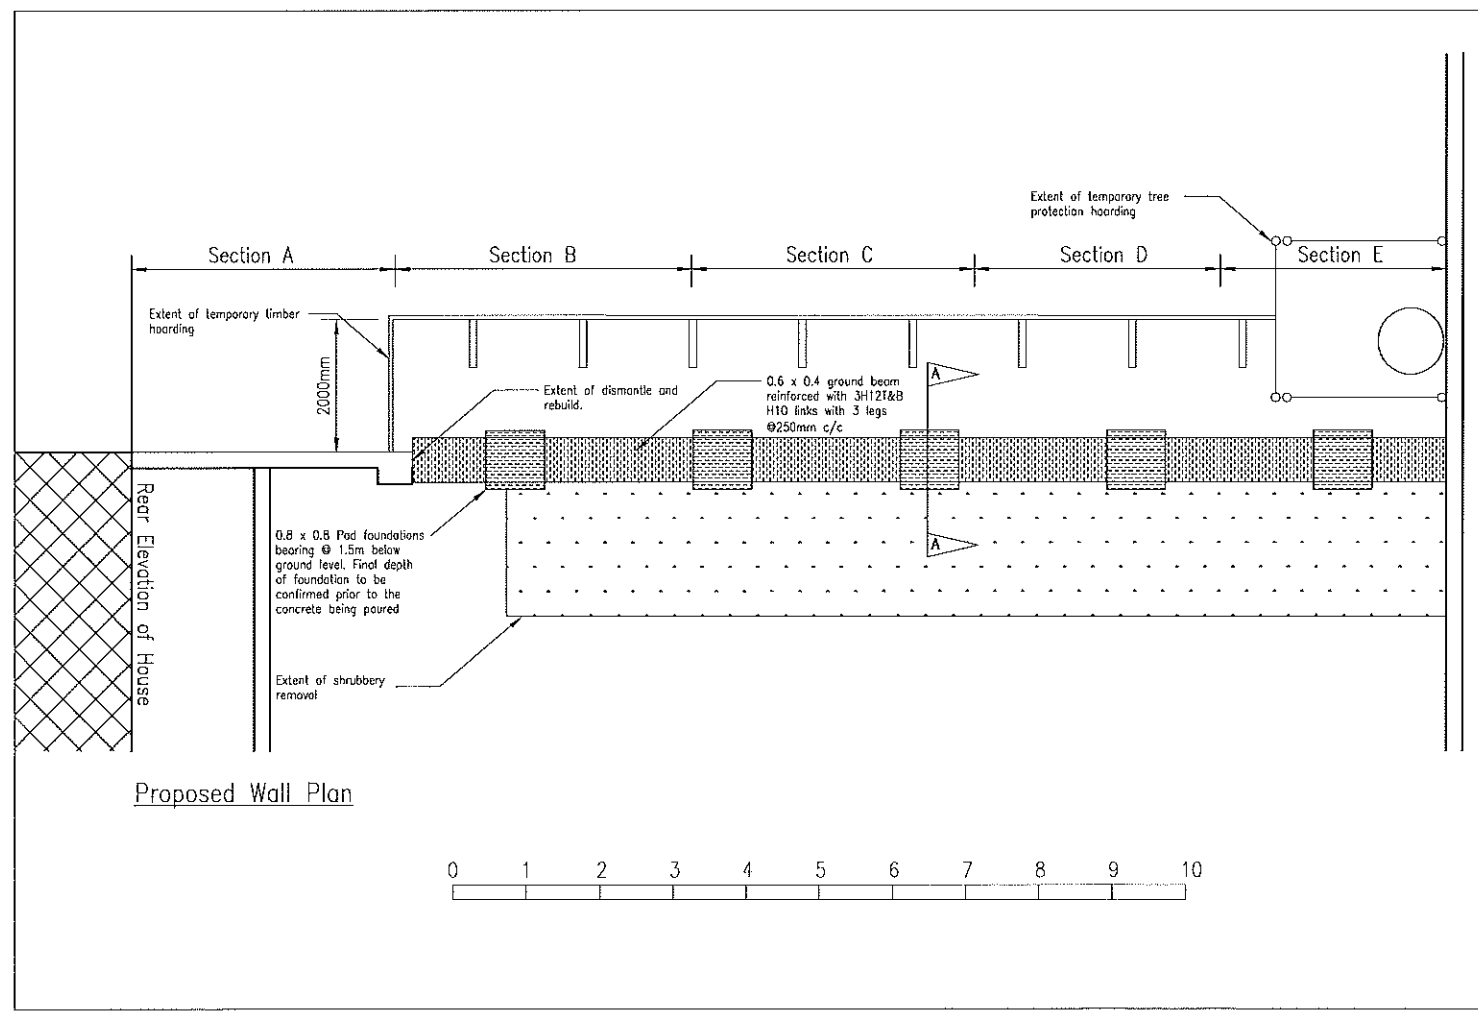 Extent of temporary tree
protection hoarding
Section A
Section B
Section C
Section D
Section E
Extent of temporary timber
hoarding
2000mm
Extent of dismantle and
rebuild.
0.6 x 0.4 ground beam
reinforced with 3H12T&B
H10 links with 3 legs
@250mm c/c
A
A
Rear Elevation of House
0.8 x 0.8 Pad foundations
bearing @ 1.5m below
ground level. Final depth
of foundation to be
confirmed prior to the
concrete being poured
Extent of shrubbery
removal
Proposed Wall Plan
0 1 2 3 4 5 6 7 8 9 10